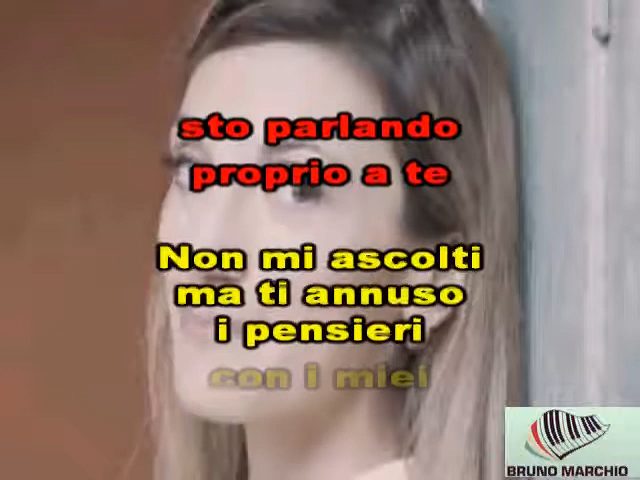 sto parlando
proprio a te
Non mi ascolti
ma ti annuso
i pensieri
con i miei
BRUNO MARCHIO